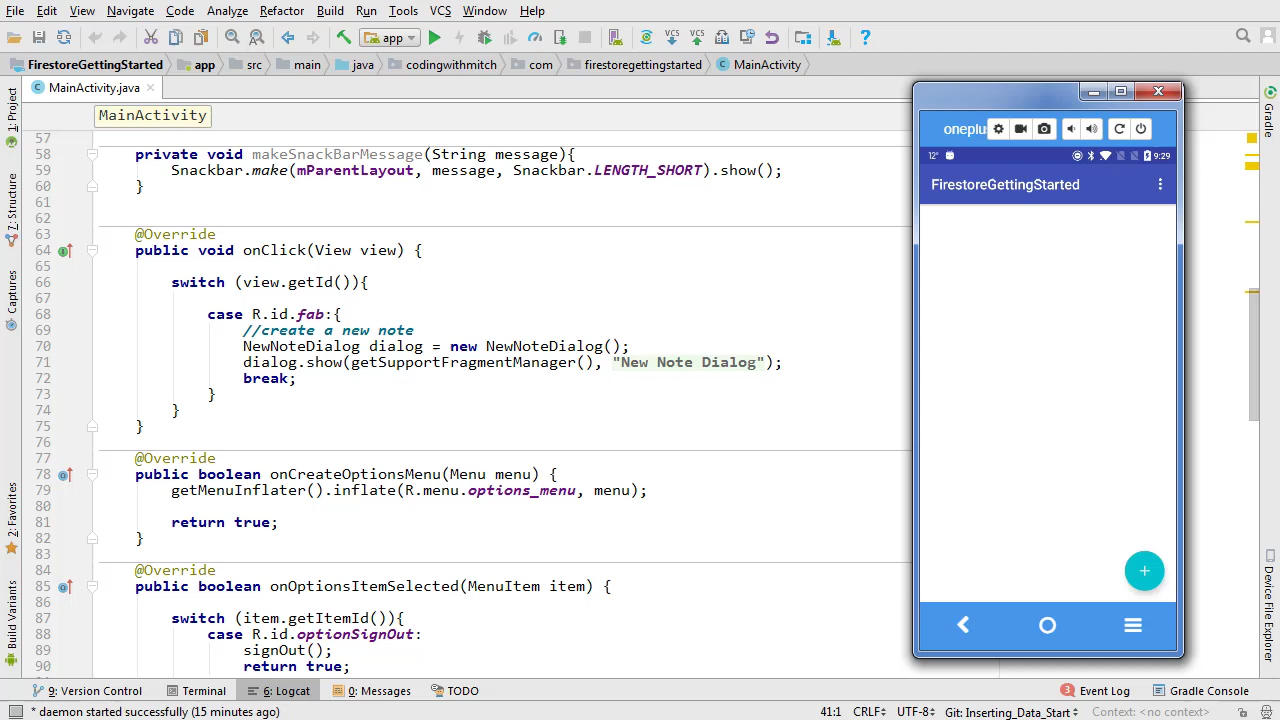 File Edit View Navigate Code Analyze Refactor Build Run Tools VCS Window Help
app
VCS VCS
FirestoreGettingStarted app src main java codingwithmitch com firestoregettingstarted MainActivity
MainActivity.java
MainActivity
57
58 private void makeSnackBarMessage(String message){
59 Snackbar.make(mParentLayout, message, Snackbar.LENGTH_SHORT).show();
60 }
61
62
63 @Override
64 public void onClick(View view) {
65
66 switch (view.getId()){
67
68 case R.id.fab:{
69 //create a new note
70 NewNoteDialog dialog = new NewNoteDialog();
71 dialog.show(getSupportFragmentManager(), "New Note Dialog");
72 break;
73 }
74 }
75 }
76
77 @Override
78 public boolean onCreateOptionsMenu(Menu menu) {
79 getMenuInflater().inflate(R.menu.options_menu, menu);
80
81 return true;
82 }
83
84 @Override
85 public boolean onOptionsItemSelected(MenuItem item) {
86
87 switch (item.getItemId()){
88 case R.id.optionSignOut:
89 signOut();
90 return true;
1: Project
7: Structure
Captures
2: Favorites
Build Variants
oneplu
12° 9:29
FirestoreGettingStarted
+
Gradle
Device File Explorer
9: Version Control Terminal 6: Logcat 0: Messages TODO 3 Event Log Gradle Console
* daemon started successfully (15 minutes ago) 41:1 CRLF UTF-8 Git: Inserting_Data_Start Context: <no context>